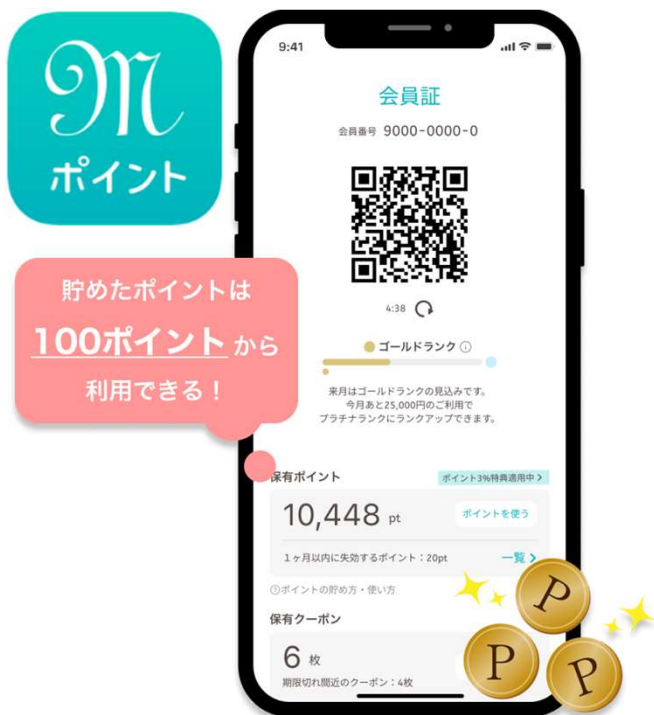 m
ポイント
貯めたポイントは
100ポイントから
利用できる！
9:41
会員証
会員番号 9000-0000-0
4:38
ゴールドランク
来月はゴールドランクの見込みです。
今月あと25,000円のご利用で
プラチナランクにランクアップできます。
保有ポイント
ポイント3%特典適用中 >
10,448 pt
ポイントを使う
1ヶ月以内に失効するポイント：20pt
一覧 >
?ポイントの貯め方・使い方
保有クーポン
6 枚
期限切れ間近のクーポン：4枚
P
P
P